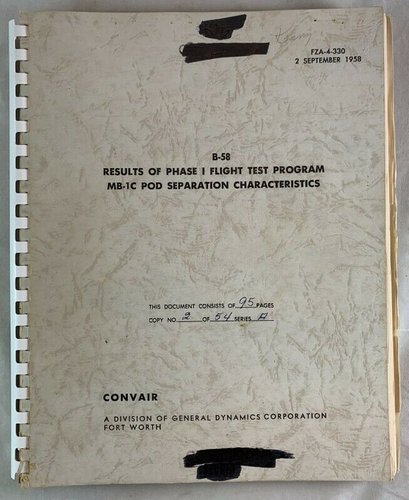 FZA-4-330
2 SEPTEMBER 1958
B-58
RESULTS OF PHASE I FLIGHT TEST PROGRAM
MB-1C POD SEPARATION CHARACTERISTICS
THIS DOCUMENT CONSISTS OF 95 PAGES
COPY NO 2 OF 54 SERIES A
CONVAIR
A DIVISION OF GENERAL DYNAMICS CORPORATION
FORT WORTH